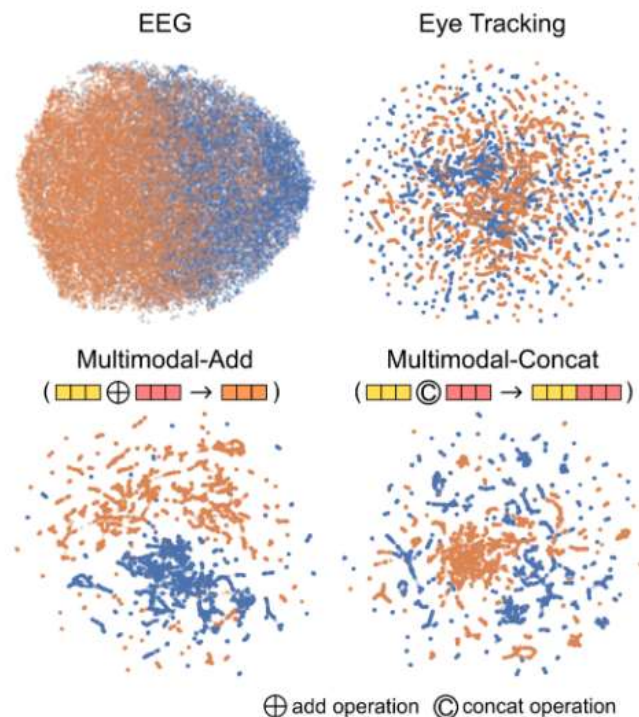 EEG
Eye Tracking
Multimodal-Add
( ⊕ → )
Multimodal-Concat
( © → )
⊕ add operation © concat operation